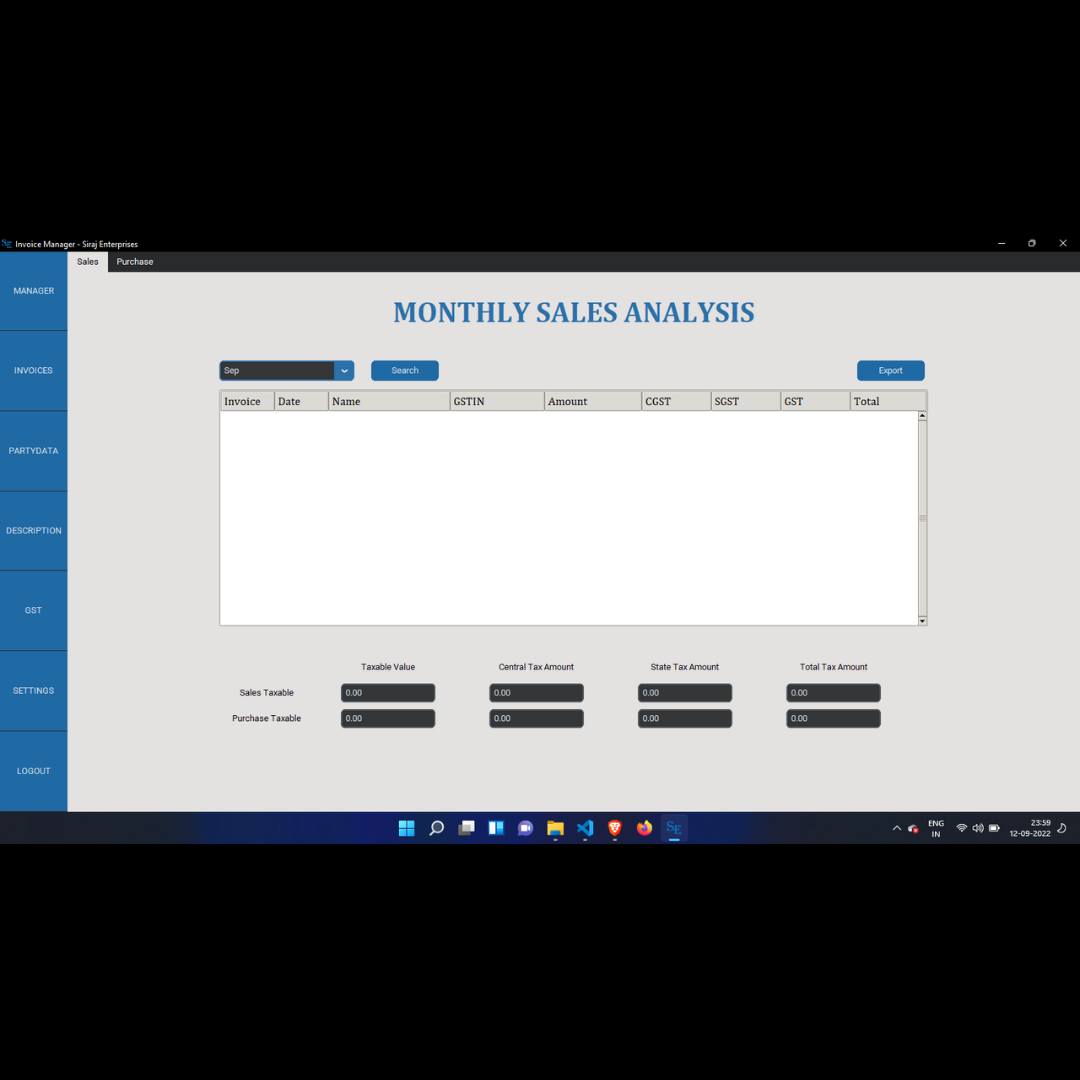 SE Invoice Manager - Siraj Enterprises
Sales Purchase
MANAGER
INVOICES
PARTYDATA
DESCRIPTION
GST
SETTINGS
LOGOUT
MONTHLY SALES ANALYSIS
Sep Search Export
Invoice Date Name GSTIN Amount CGST SGST GST Total
Taxable Value Central Tax Amount State Tax Amount Total Tax Amount
Sales Taxable 0.00 0.00 0.00 0.00
Purchase Taxable 0.00 0.00 0.00 0.00
SE
ENG
IN
23:59
12-09-2022